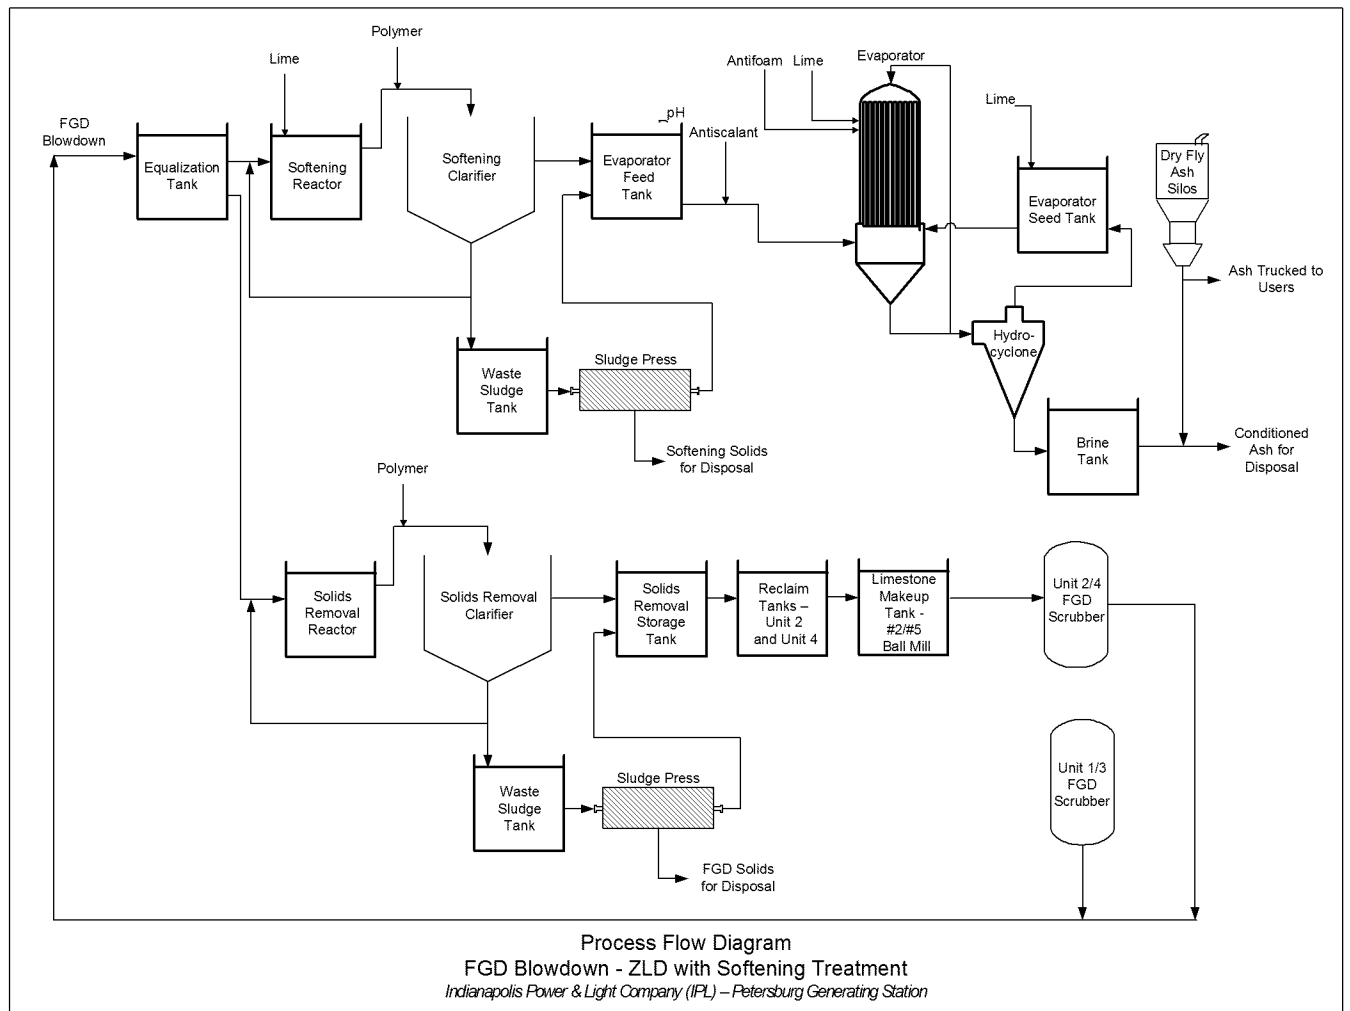 Polymer
Lime
Antifoam
Lime
Evaporator
FGD
Blowdown
Equalization
Tank
Softening
Reactor
Softening
Clarifier
pH
Evaporator
Feed
Tank
Antiscalant
Lime
Evaporator
Seed Tank
Dry Fly
Ash
Silos
Ash Trucked to
Users
Hydro-
cyclone
Waste
Sludge
Tank
Sludge Press
Softening Solids
for Disposal
Brine
Tank
Conditioned
Ash for
Disposal
Polymer
Solids
Removal
Reactor
Solids Removal
Clarifier
Solids
Removal
Storage
Tank
Reclaim
Tanks –
Unit 2
and Unit 4
Limestone
Makeup
Tank -
#2/#5
Ball Mill
Unit 2/4
FGD
Scrubber
Unit 1/3
FGD
Scrubber
Waste
Sludge
Tank
Sludge Press
FGD Solids
for Disposal
Process Flow Diagram
FGD Blowdown - ZLD with Softening Treatment
Indianapolis Power & Light Company (IPL) – Petersburg Generating Station